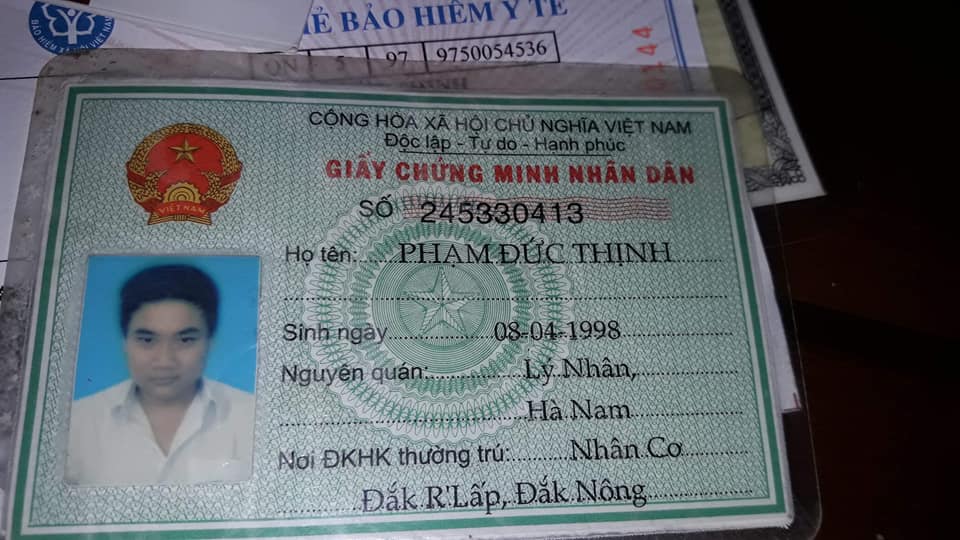 BẢO HIỂM XÃ HỘI VIỆT NAM
BẢO HIỂM Y TẾ
QN 5 97 9750054536
CỘNG HÒA XÃ HỘI CHỦ NGHĨA VIỆT NAM
Độc lập - Tự do - Hạnh phúc
GIẤY CHỨNG MINH NHÂN DÂN
VIỆT NAM
SỐ 245330413
Họ tên: PHẠM ĐỨC THỊNH
Sinh ngày 08-04-1998
Nguyên quán: Lý Nhân,
Hà Nam
Nơi ĐKHK thường trú: Nhân Cơ
Đắk R'Lấp, Đắk Nông